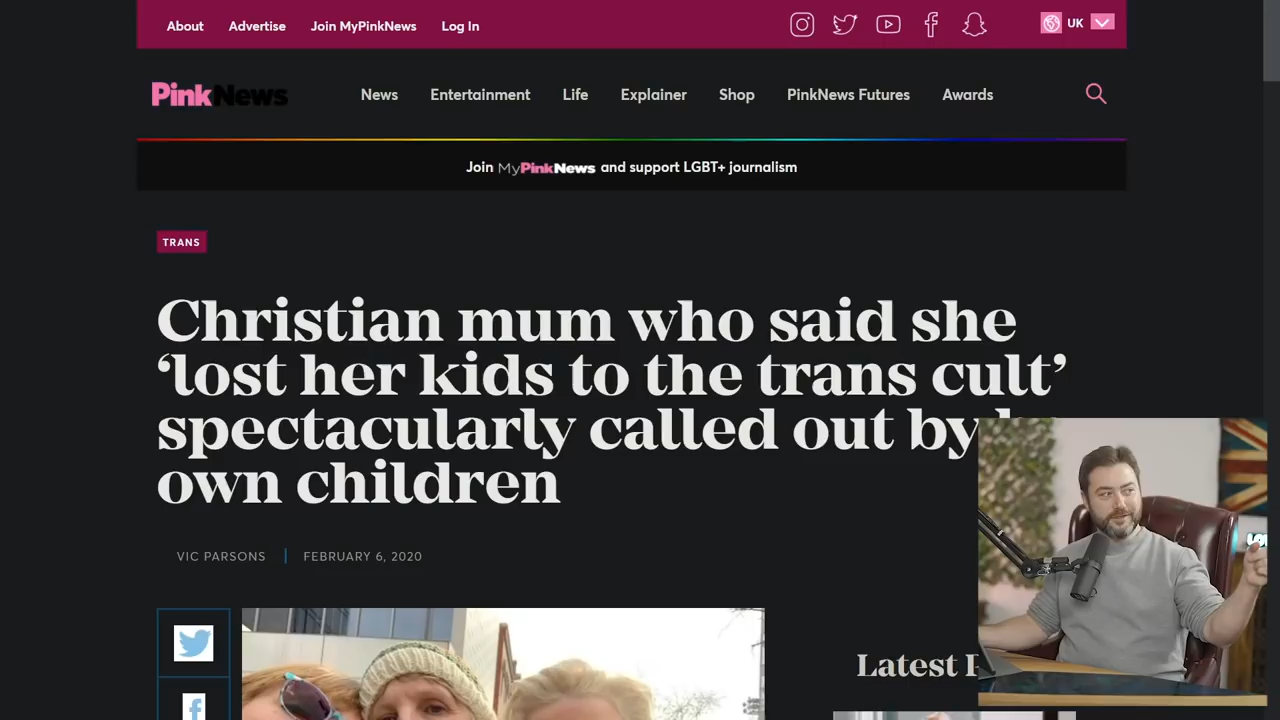 About Advertise Join MyPinkNews Log In UK
PinkNews News Entertainment Life Explainer Shop PinkNews Futures Awards
Join MyPinkNews and support LGBT+ journalism
TRANS
Christian mum who said she
‘lost her kids to the trans cult’
spectacularly called out by
own children
VIC PARSONS FEBRUARY 6, 2020
Latest